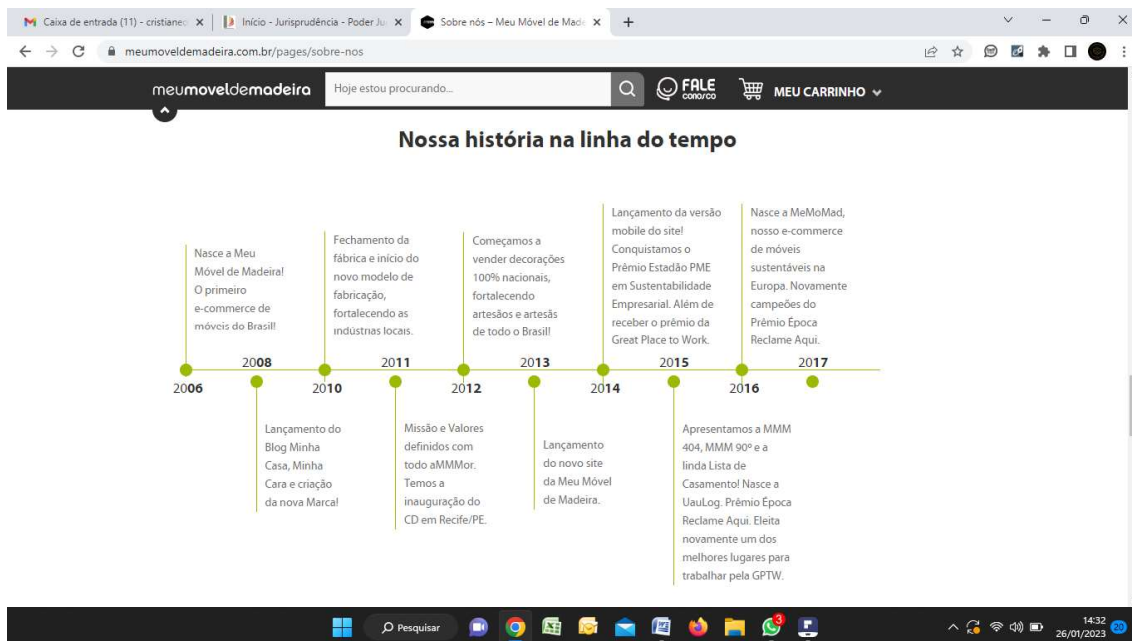 Caixa de entrada (11) - cristianeo
Início - Jurisprudência - Poder Ju
Sobre nós – Meu Móvel de Made
meumoveldemadeira.com.br/pages/sobre-nos
meumoveldemadeira
Hoje estou procurando...
FALE
conosco
MEU CARRINHO
Nossa história na linha do tempo
Nasce a Meu
Móvel de Madeira!
O primeiro
e-commerce de
móveis do Brasil!
Fechamento da
fábrica e início do
novo modelo de
fabricação,
fortalecendo as
indústrias locais.
Começamos a
vender decorações
100% nacionais,
fortalecendo
artesãos e artesãs
de todo o Brasil!
Lançamento da versão
mobile do site!
Conquistamos o
Prêmio Estadão PME
em Sustentabilidade
Empresarial. Além de
receber o prêmio da
Great Place to Work.
Nasce a MeMoMad,
nosso e-commerce
de móveis
sustentáveis na
Europa. Novamente
campeões do
Prêmio Época
Reclame Aqui.
2008
2011
2013
2015
2017
2006
2010
2012
2014
2016
Lançamento do
Blog Minha
Casa, Minha
Cara e criação
da nova Marca!
Missão e Valores
definidos com
todo aMMMor.
Temos a
inauguração do
CD em Recife/PE.
Lançamento
do novo site
da Meu Móvel
de Madeira.
Apresentamos a MMM
404, MMM 90º e a
linda Lista de
Casamento! Nasce a
UauLog. Prêmio Época
Reclame Aqui. Eleita
novamente um dos
melhores lugares para
trabalhar pela GPTW.
Pesquisar
3
14:32
26/01/2023
20